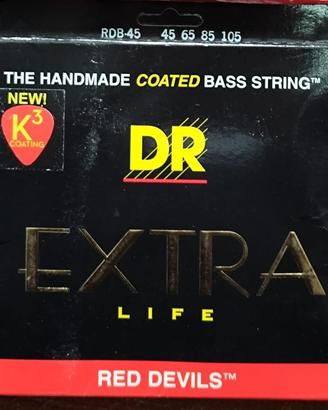 RDB-45 45 65 85 105
THE HANDMADE COATED BASS STRING™
NEW!
K3
COATING
DR
EXTRA
LIFE
RED DEVILS™